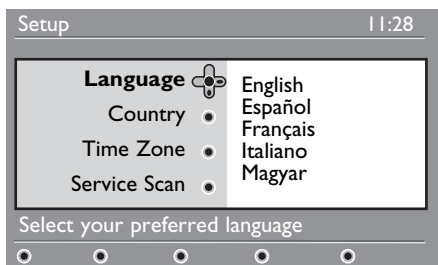 Setup 11:28
Language
Country
Time Zone
Service Scan
English
Español
Français
Italiano
Magyar
Select your preferred language